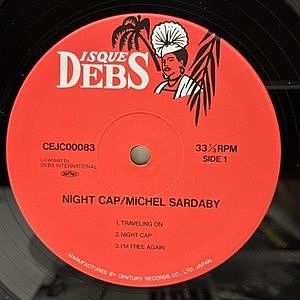 DISQUE
DEBS
CEJC00083
33⅓RPM
SIDE 1
Licensed by
DEBS INTERNATIONAL
NIGHT CAP/MICHEL SARDABY
1.TRAVELING ON
2.NIGHT CAP
3.I'M FREE AGAIN
MANUFACTURED BY CENTURY RECORDS CO., LTD. JAPAN